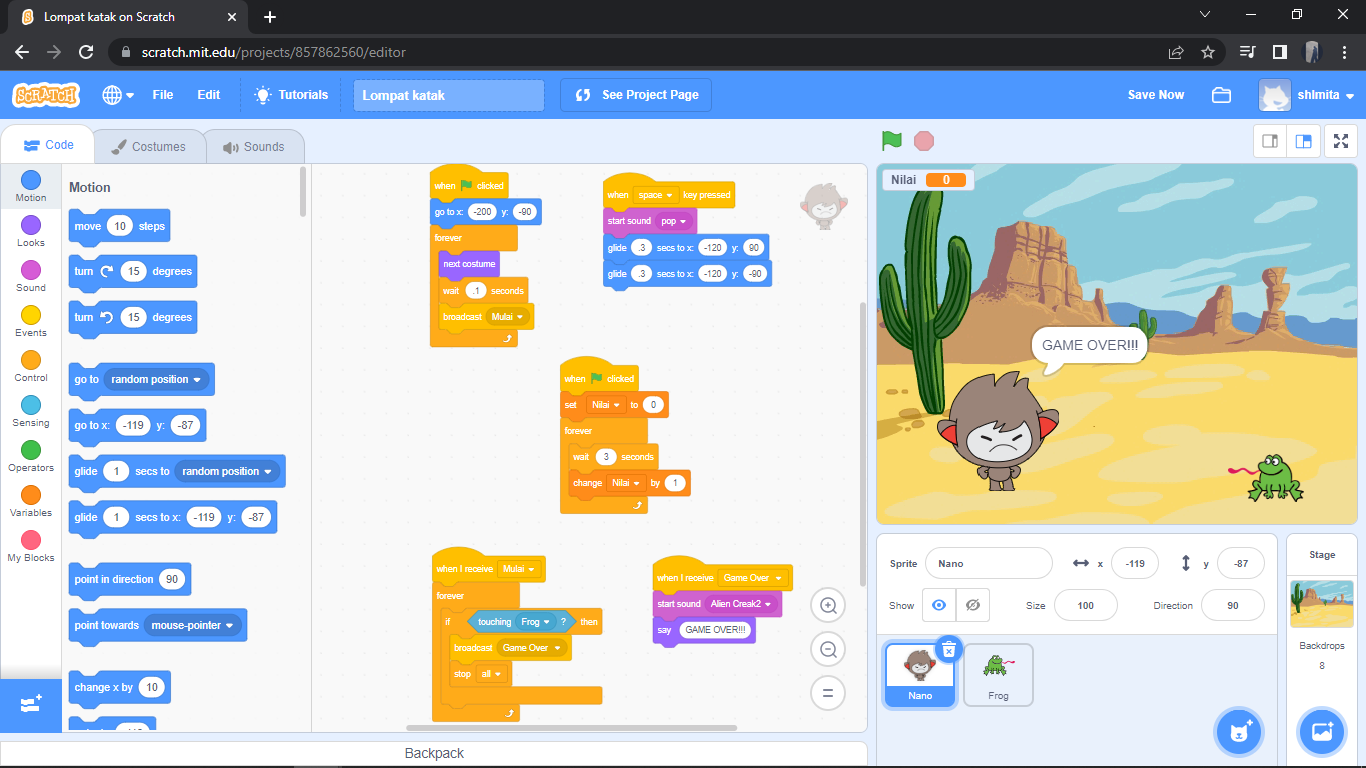 Lompat katak on Scratch
scratch.mit.edu/projects/857862560/editor
SCRATCH
File
Edit
Tutorials
Lompat katak
See Project Page
Save Now
shlmita
Code
Costumes
Sounds
Motion
Looks
Sound
Events
Control
Sensing
Operators
Variables
My Blocks
Motion
move 10 steps
turn 15 degrees
turn 15 degrees
go to random position
go to x: -119 y: -87
glide 1 secs to random position
glide 1 secs to x: -119 y: -87
point in direction 90
point towards mouse-pointer
change x by 10
when clicked
go to x: -200 y: -90
forever
next costume
wait .1 seconds
broadcast Mulai
when space key pressed
start sound pop
glide .3 secs to x: -120 y: 90
glide .3 secs to x: -120 y: -90
when clicked
set Nilai to 0
forever
wait 3 seconds
change Nilai by 1
when I receive Mulai
forever
if touching Frog ? then
broadcast Game Over
stop all
when I receive Game Over
start sound Alien Creak2
say GAME OVER!!!
Backpack
Nilai 0
GAME OVER!!!
Sprite Nano x -119 y -87
Show Size 100 Direction 90
Nano
Frog
Stage
Backdrops
8